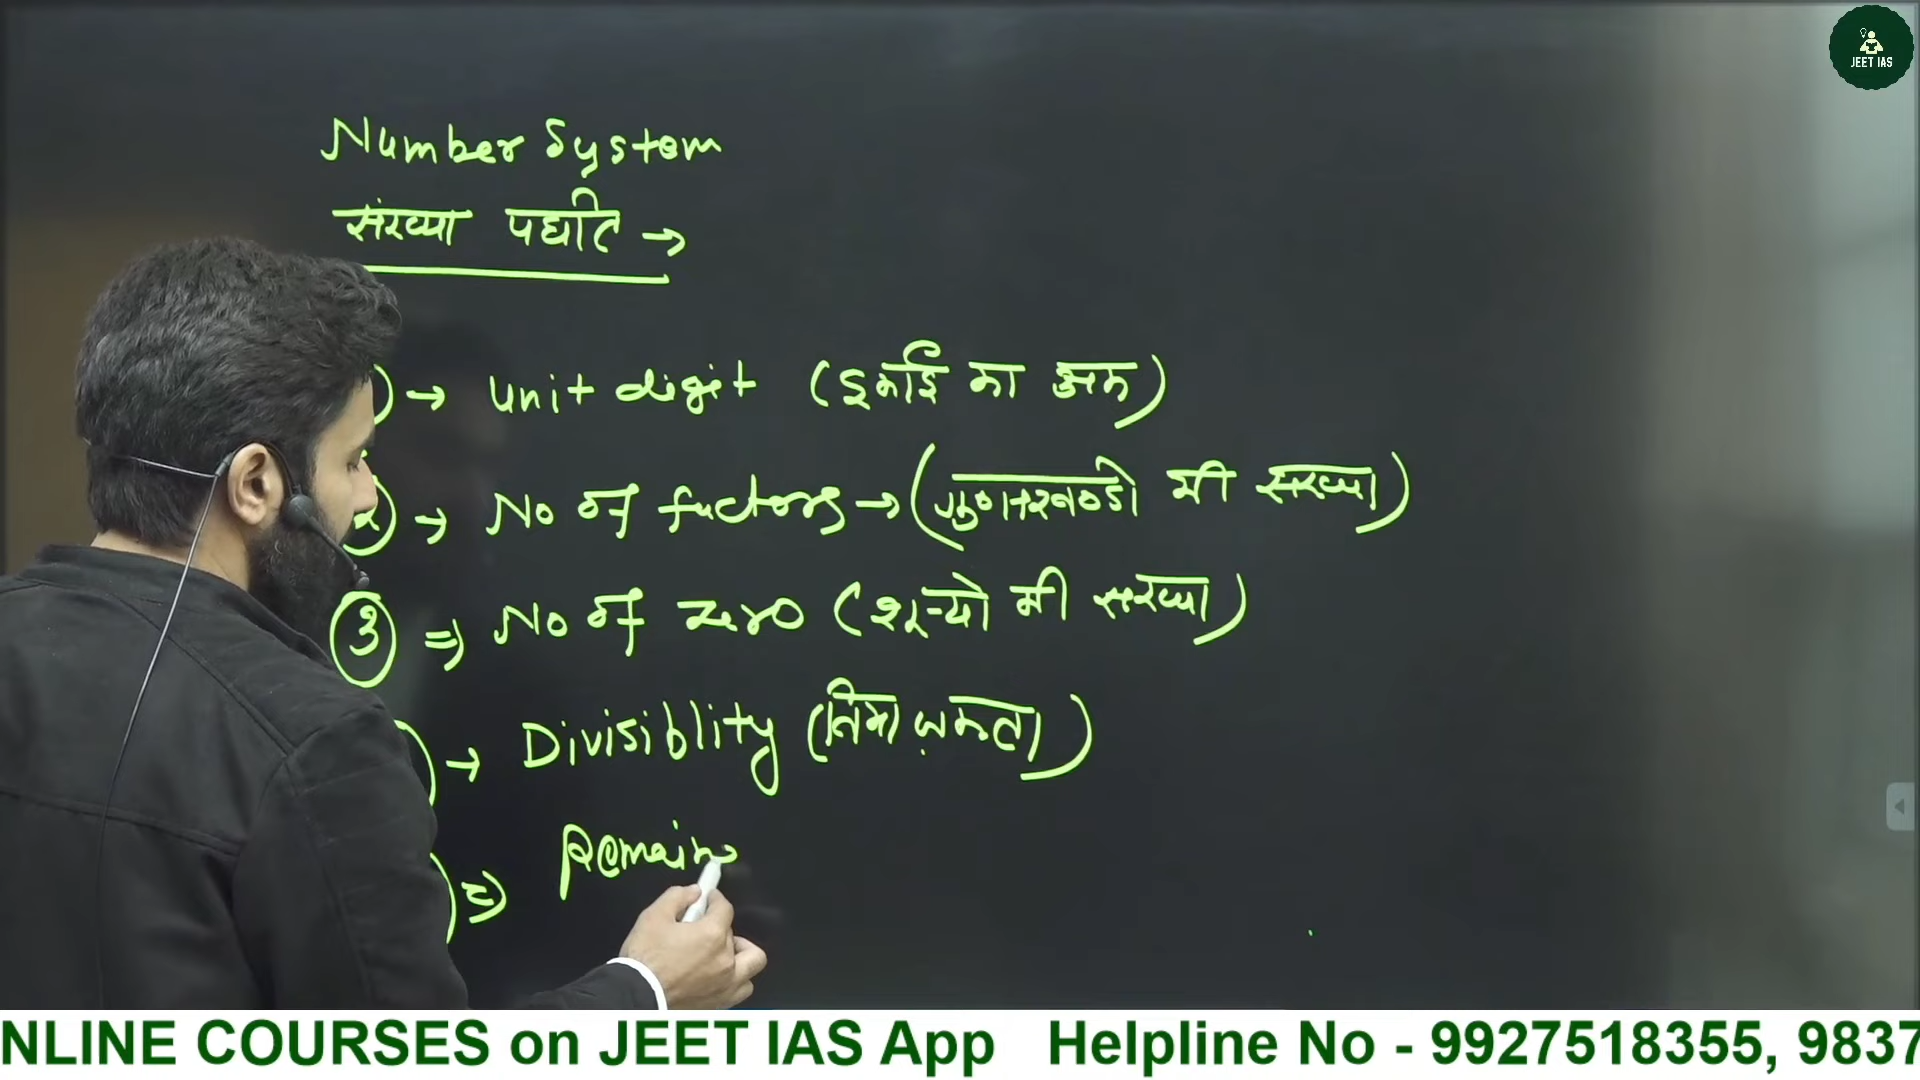 JEET IAS
Number System
संख्या पद्धति →
→ unit digit (इकाई का अंक)
② → No of factors → (गुणनखण्डो की संख्या)
③ ⇒ No of zero (शून्यो की संख्या)
→ Divisiblity (विभाज्यता)
⇒ Remain
NLINE COURSES on JEET IAS App Helpline No - 9927518355, 9837